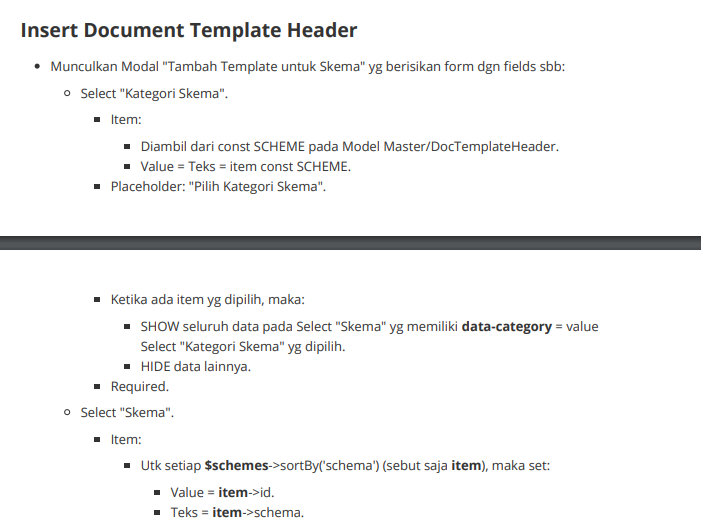 Insert Document Template Header
Munculkan Modal "Tambah Template untuk Skema" yg berisikan form dgn fields sbb:
Select "Kategori Skema".
Item:
Diambil dari const SCHEME pada Model Master/DocTemplateHeader.
Value = Teks = item const SCHEME.
Placeholder: "Pilih Kategori Skema".
Ketika ada item yg dipilih, maka:
SHOW seluruh data pada Select "Skema" yg memiliki data-category = value
Select "Kategori Skema" yg dipilih.
HIDE data lainnya.
Required.
Select "Skema".
Item:
Utk setiap $schemes->sortBy('schema') (sebut saja item), maka set:
Value = item->id.
Teks = item->schema.